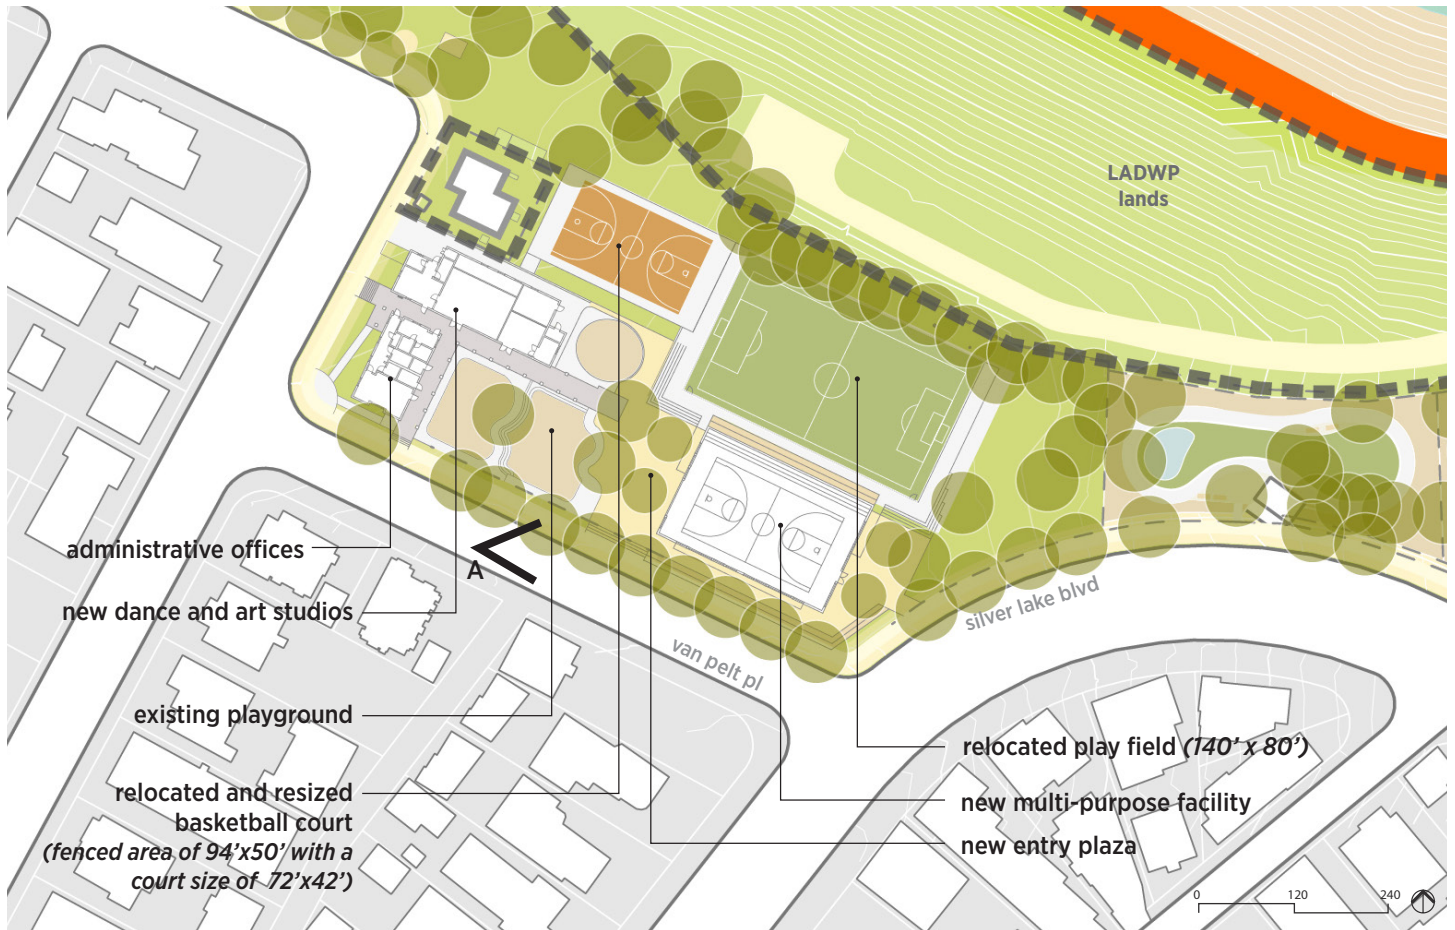 LADWP
lands
administrative offices
A
new dance and art studios
silver lake blvd
van pelt pl
existing playground
relocated play field (140’ x 80’)
relocated and resized
basketball court
(fenced area of 94’x50’ with a
court size of 72’x42’)
new multi-purpose facility
new entry plaza
0 120 240